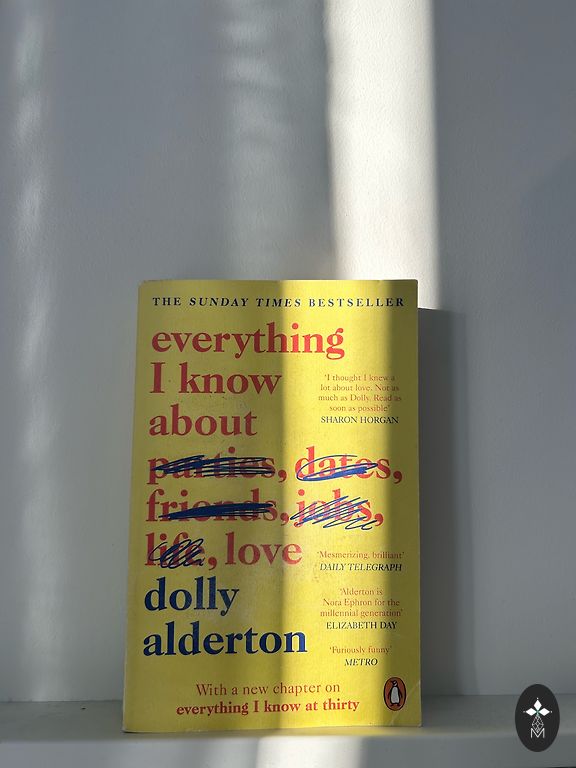 THE SUNDAY TIMES BESTSELLER
everything
I know
about
parties, dates,
friends, jobs,
life, love
dolly
alderton
'I thought I knew a
lot about love. Not as
much as Dolly. Read as
soon as possible'
SHARON HORGAN
'Mesmerizing, brilliant'
DAILY TELEGRAPH
'Alderton is
Nora Ephron for the
millennial generation'
ELIZABETH DAY
'Furiously funny'
METRO
With a new chapter on
everything I know at thirty
M